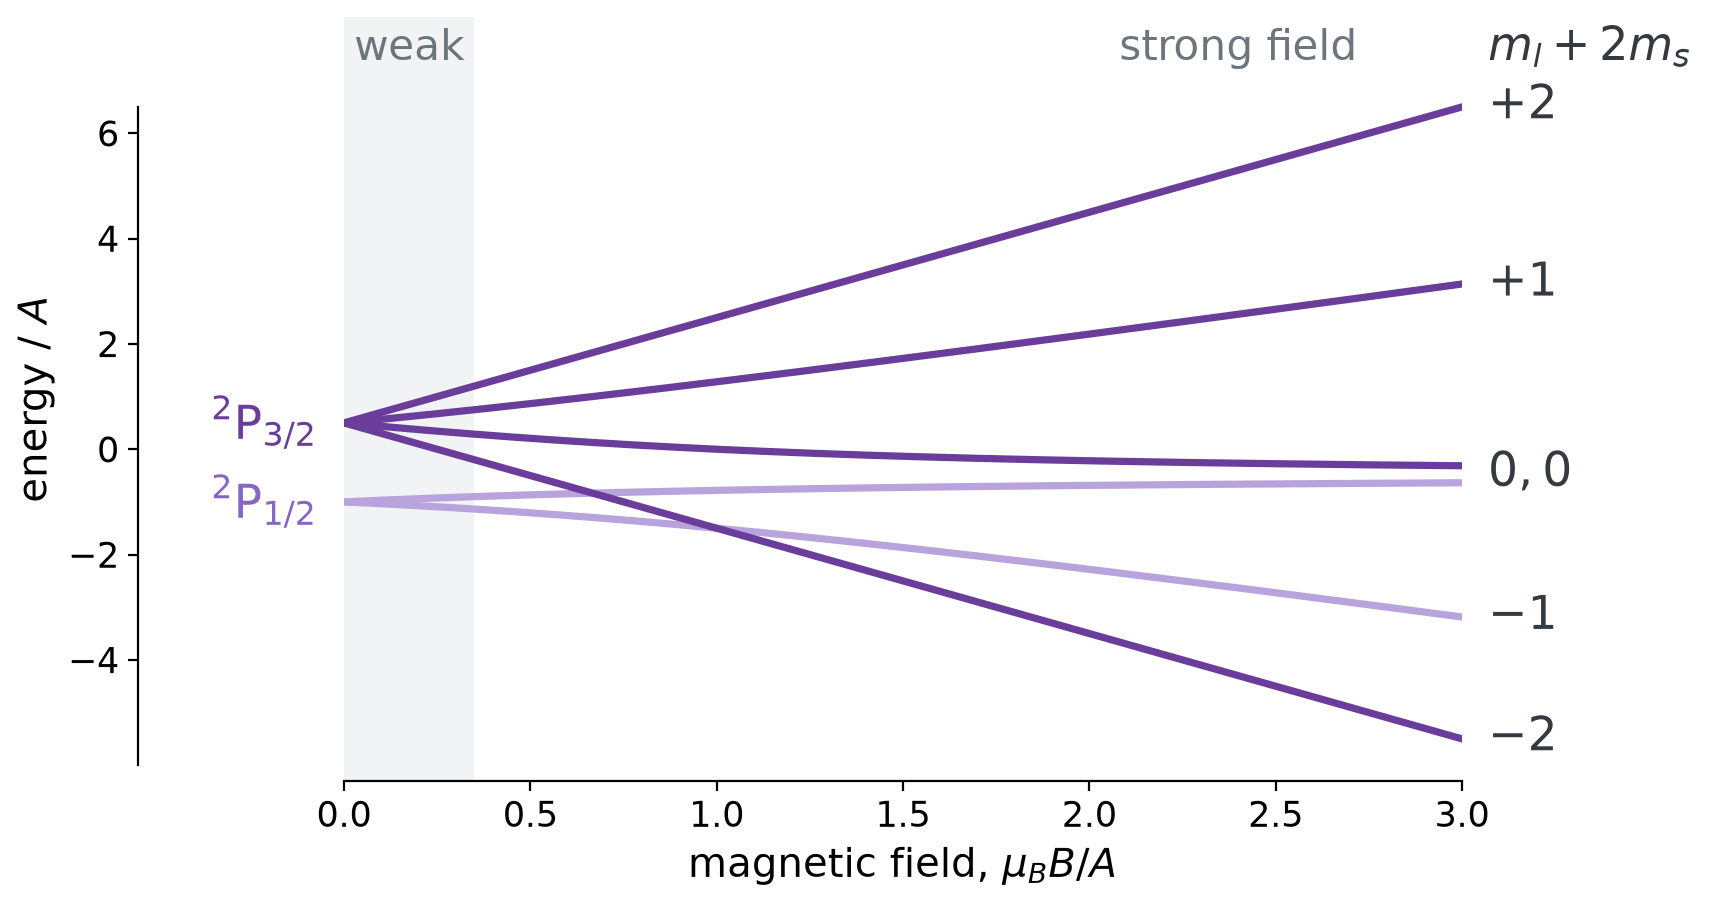 weak
strong field
m_l + 2m_s
+2
+1
0, 0
−1
−2
6
4
2
0
−2
−4
energy / A
²P₃/₂
²P₁/₂
0.0 0.5 1.0 1.5 2.0 2.5 3.0
magnetic field, μ_B B/A